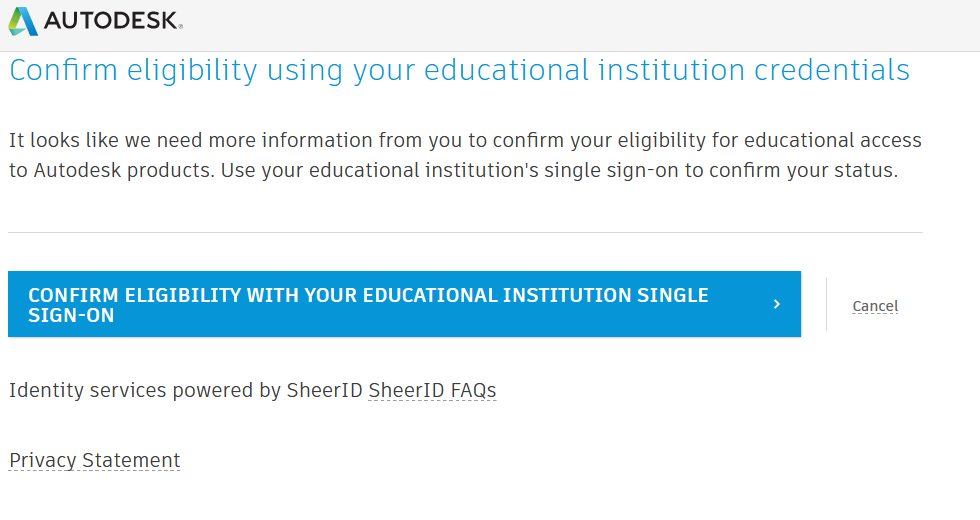 AUTODESK®
Confirm eligibility using your educational institution credentials
It looks like we need more information from you to confirm your eligibility for educational access
to Autodesk products. Use your educational institution's single sign-on to confirm your status.
CONFIRM ELIGIBILITY WITH YOUR EDUCATIONAL INSTITUTION SINGLE
SIGN-ON
Cancel
Identity services powered by SheerID SheerID FAQs
Privacy Statement